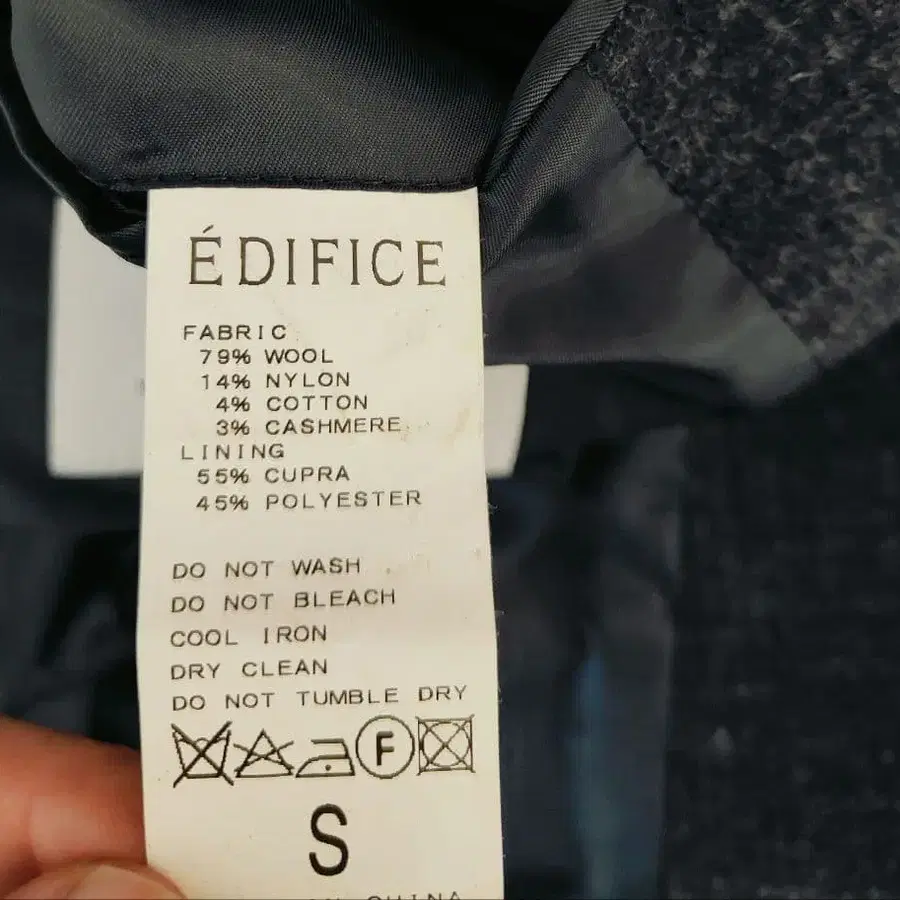 ÉDIFICE
FABRIC
79% WOOL
14% NYLON
4% COTTON
3% CASHMERE
LINING
55% CUPRA
45% POLYESTER
DO NOT WASH
DO NOT BLEACH
COOL IRON
DRY CLEAN
DO NOT TUMBLE DRY
F
S
CHINA